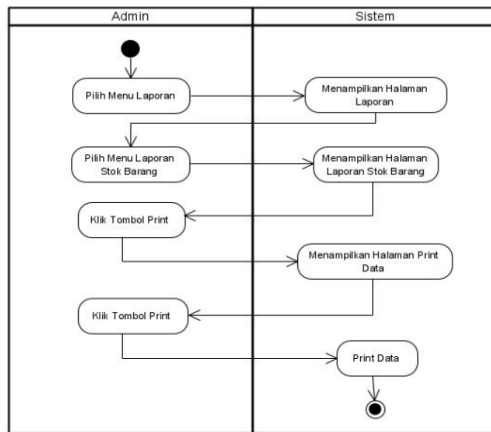 Admin
Sistem
Pilih Menu Laporan
Menampilkan Halaman
Laporan
Pilih Menu Laporan
Stok Barang
Menampilkan Halaman
Laporan Stok Barang
Klik Tombol Print
Menampilkan Halaman Print
Data
Klik Tombol Print
Print Data